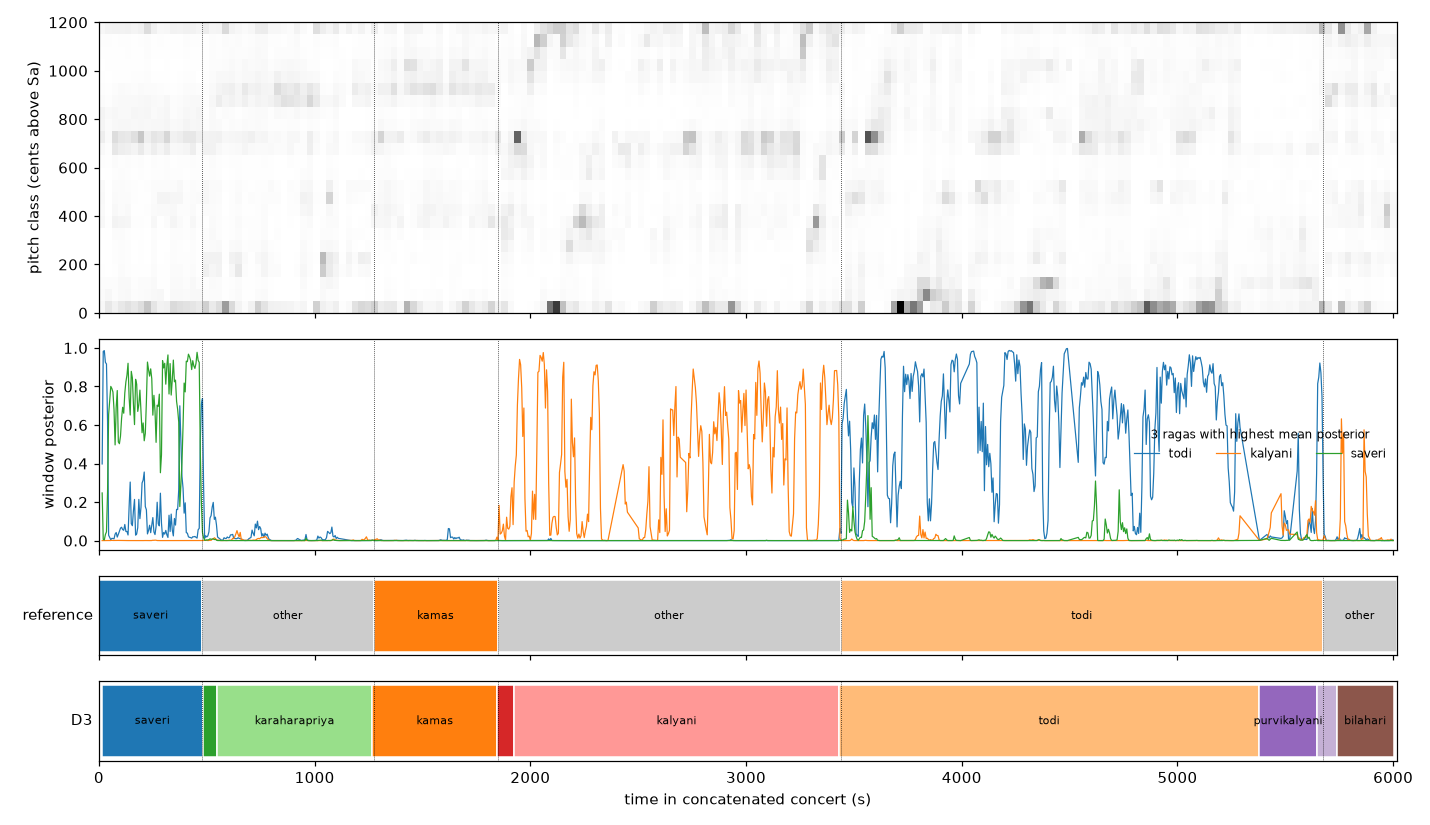 1200
1000
800
600
400
200
0
pitch class (cents above Sa)
1.0
0.8
0.6
0.4
0.2
0.0
window posterior
3 ragas with highest mean posterior
todi kalyani saveri
reference
saveri other kamas other todi other
D3
saveri karaharapriya kamas kalyani todi purvikalyani bilahari
0 1000 2000 3000 4000 5000 6000
time in concatenated concert (s)